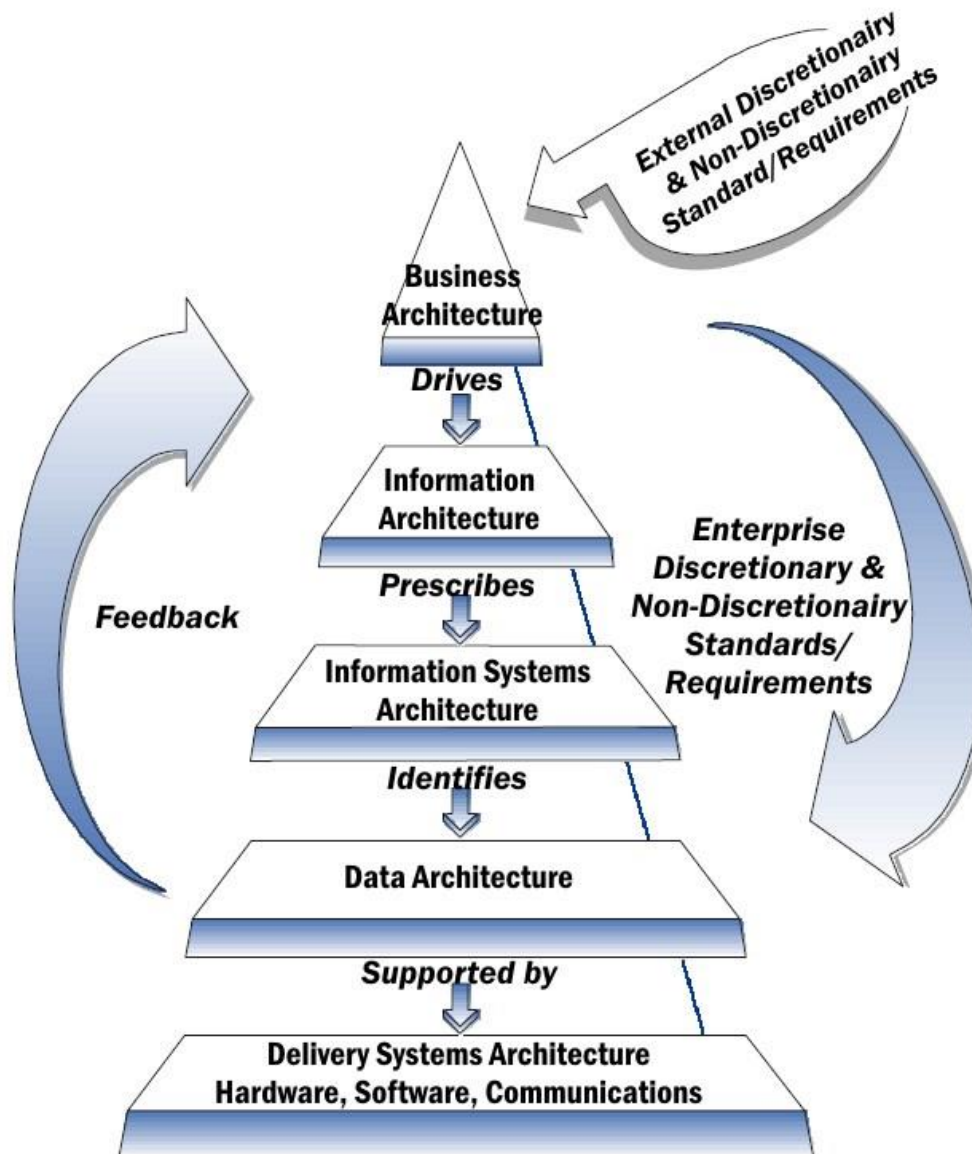 External Discretionairy
& Non-Discretionairy
Standard/Requirements
Business
Architecture
Drives
Information
Architecture
Prescribes
Enterprise
Discretionary &
Non-Discretionairy
Standards/
Requirements
Feedback
Information Systems
Architecture
Identifies
Data Architecture
Supported by
Delivery Systems Architecture
Hardware, Software, Communications